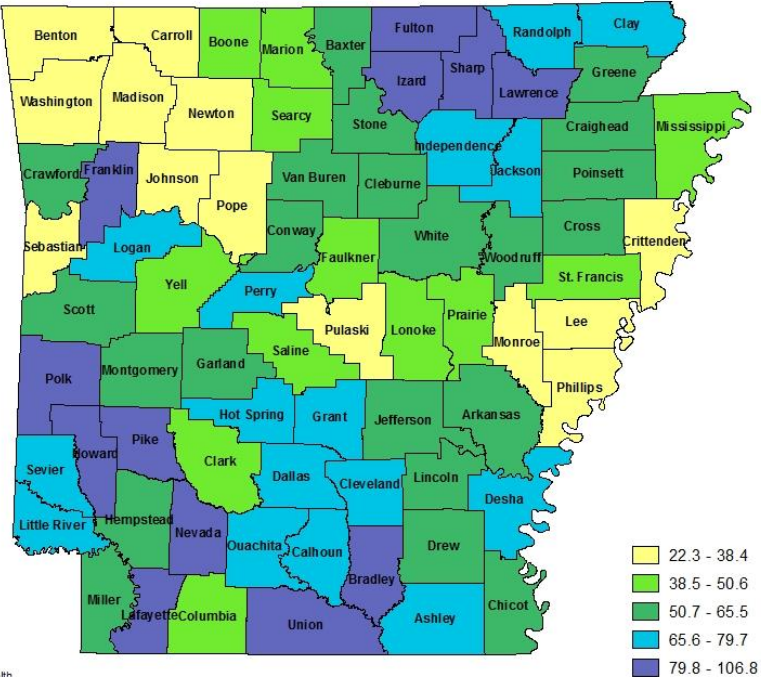 Benton
Carroll
Boone
Marion
Baxter
Fulton
Randolph
Clay
Izard
Sharp
Lawrence
Greene
Washington
Madison
Newton
Searcy
Stone
Independence
Jackson
Craighead
Mississippi
Crawford
Franklin
Johnson
Pope
Van Buren
Cleburne
Poinsett
Sebastian
Logan
Conway
Faulkner
White
Woodruff
Cross
Crittenden
St. Francis
Scott
Yell
Perry
Pulaski
Lonoke
Prairie
Monroe
Lee
Polk
Montgomery
Garland
Saline
Phillips
Hot Spring
Grant
Jefferson
Arkansas
Sevier
Howard
Pike
Clark
Dallas
Cleveland
Lincoln
Desha
Little River
Hempstead
Nevada
Ouachita
Calhoun
Bradley
Drew
Miller
Lafayette
Columbia
Union
Ashley
Chicot
22.3 - 38.4
38.5 - 50.6
50.7 - 65.5
65.6 - 79.7
79.8 - 106.8